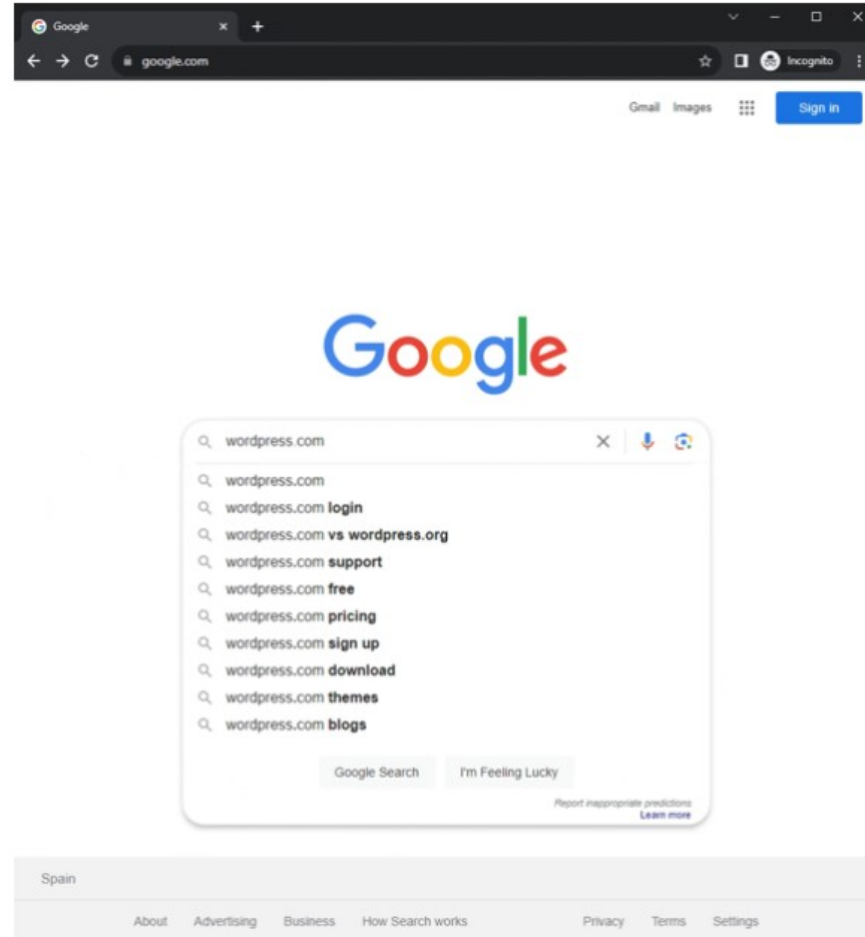 Google
google.com
Incognito
Gmail Images
Sign in
Google
wordpress.com
wordpress.com
wordpress.com login
wordpress.com vs wordpress.org
wordpress.com support
wordpress.com free
wordpress.com pricing
wordpress.com sign up
wordpress.com download
wordpress.com themes
wordpress.com blogs
Google Search I'm Feeling Lucky
Report inappropriate predictions
Learn more
Spain
About Advertising Business How Search works Privacy Terms Settings